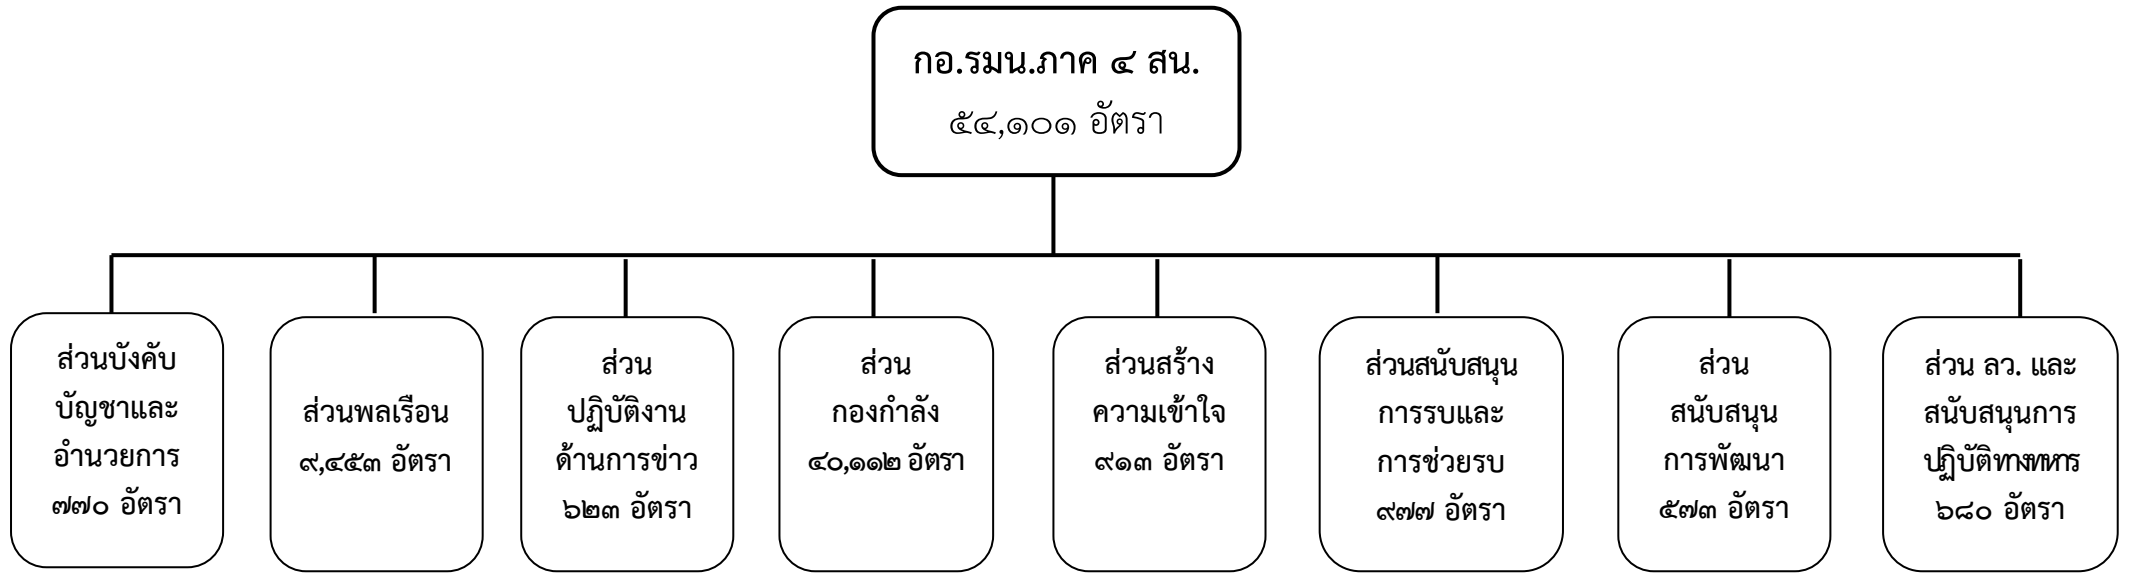 กอ.รมน.ภาค ๔ สน.
๕๔,๑๐๑ อัตรา
ส่วนบังคับ
บัญชาและ
อำนวยการ
๗๗๐ อัตรา
ส่วนพลเรือน
๙,๔๕๓ อัตรา
ส่วน
ปฏิบัติงาน
ด้านการข่าว
๖๒๓ อัตรา
ส่วน
กองกำลัง
๔๐,๑๑๒ อัตรา
ส่วนสร้าง
ความเข้าใจ
๙๑๓ อัตรา
ส่วนสนับสนุน
การรบและ
การช่วยรบ
๙๗๗ อัตรา
ส่วน
สนับสนุน
การพัฒนา
๕๗๓ อัตรา
ส่วน ลว. และ
สนับสนุนการ
ปฏิบัติทางทหาร
๖๘๐ อัตรา